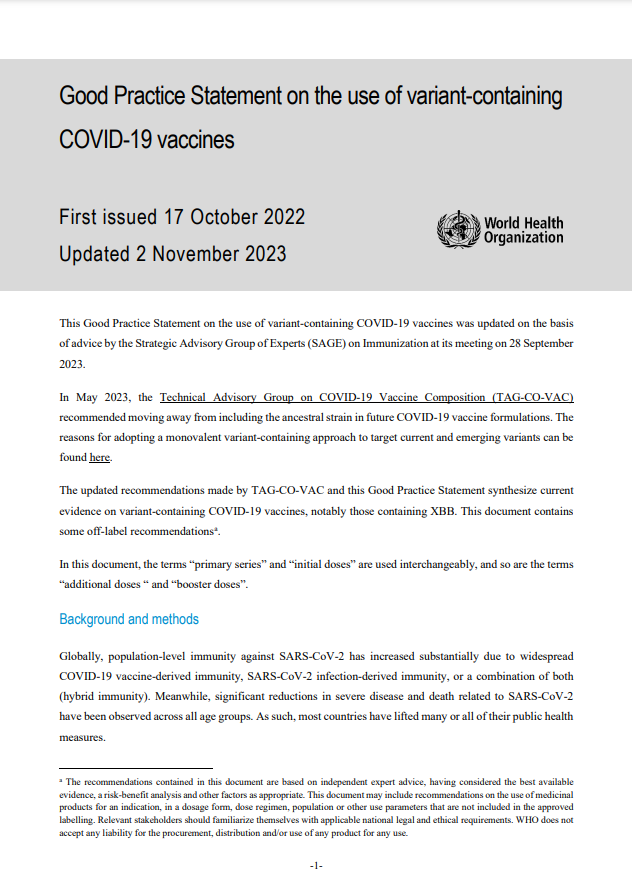 Good Practice Statement on the use of variant-containing
COVID-19 vaccines
First issued 17 October 2022
Updated 2 November 2023
World Health
Organization
This Good Practice Statement on the use of variant-containing COVID-19 vaccines was updated on the basis
of advice by the Strategic Advisory Group of Experts (SAGE) on Immunization at its meeting on 28 September
2023.
In May 2023, the Technical Advisory Group on COVID-19 Vaccine Composition (TAG-CO-VAC)
recommended moving away from including the ancestral strain in future COVID-19 vaccine formulations. The
reasons for adopting a monovalent variant-containing approach to target current and emerging variants can be
found here.
The updated recommendations made by TAG-CO-VAC and this Good Practice Statement synthesize current
evidence on variant-containing COVID-19 vaccines, notably those containing XBB. This document contains
some off-label recommendationsᵃ.
In this document, the terms “primary series” and “initial doses” are used interchangeably, and so are the terms
“additional doses “ and “booster doses”.
Background and methods
Globally, population-level immunity against SARS-CoV-2 has increased substantially due to widespread
COVID-19 vaccine-derived immunity, SARS-CoV-2 infection-derived immunity, or a combination of both
(hybrid immunity). Meanwhile, significant reductions in severe disease and death related to SARS-CoV-2
have been observed across all age groups. As such, most countries have lifted many or all of their public health
measures.
ᵃ The recommendations contained in this document are based on independent expert advice, having considered the best available
evidence, a risk-benefit analysis and other factors as appropriate. This document may include recommendations on the use of medicinal
products for an indication, in a dosage form, dose regimen, population or other use parameters that are not included in the approved
labelling. Relevant stakeholders should familiarize themselves with applicable national legal and ethical requirements. WHO does not
accept any liability for the procurement, distribution and/or use of any product for any use.
-1-